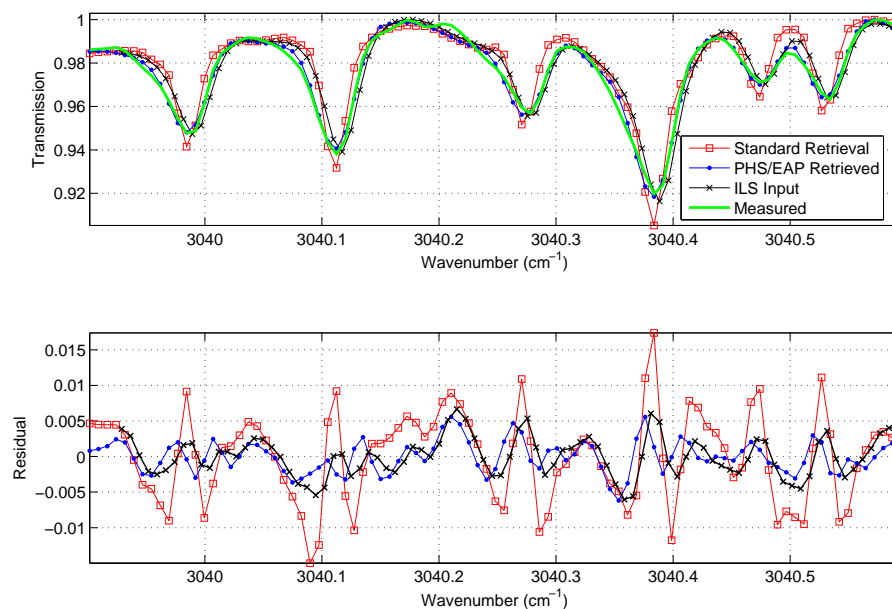 1
0.98
0.96
0.94
0.92
Transmission
3040
3040.1
3040.2
3040.3
3040.4
3040.5
Wavenumber (cm⁻¹)
Standard Retrieval
PHS/EAP Retrieved
ILS Input
Measured
0.015
0.01
0.005
0
−0.005
−0.01
Residual
3040
3040.1
3040.2
3040.3
3040.4
3040.5
Wavenumber (cm⁻¹)